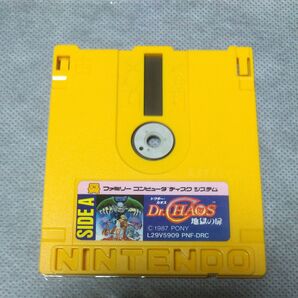 ファミリー コンピュータ ディスク システム
SIDE A
ドクター・カオス
DR.CHAOS
地獄の扉
C 1987 PONY
L29V5909 PNF-DRC
NINTENDO